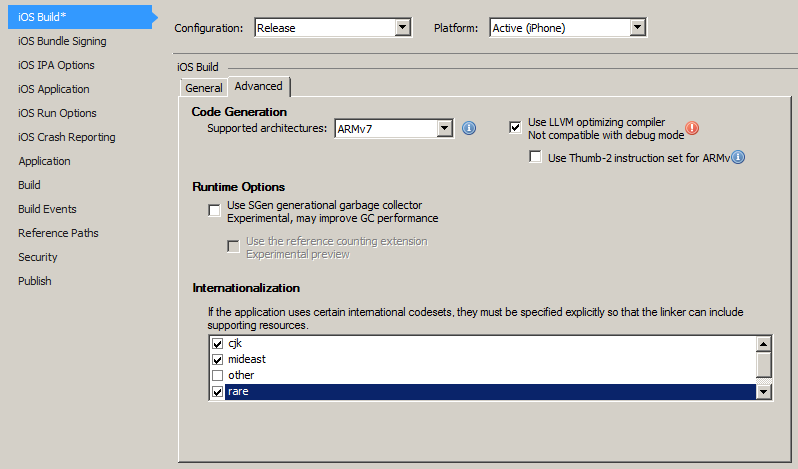 iOS Build*
iOS Bundle Signing
iOS IPA Options
iOS Application
iOS Run Options
iOS Crash Reporting
Application
Build
Build Events
Reference Paths
Security
Publish
Configuration: Release Platform: Active (iPhone)
iOS Build
General Advanced
Code Generation
Supported architectures: ARMv7
Use LLVM optimizing compiler
Not compatible with debug mode
Use Thumb-2 instruction set for ARMv
Runtime Options
Use SGen generational garbage collector
Experimental, may improve GC performance
Use the reference counting extension
Experimental preview
Internationalization
If the application uses certain international codesets, they must be specified explicitly so that the linker can include
supporting resources.
cjk
mideast
other
rare